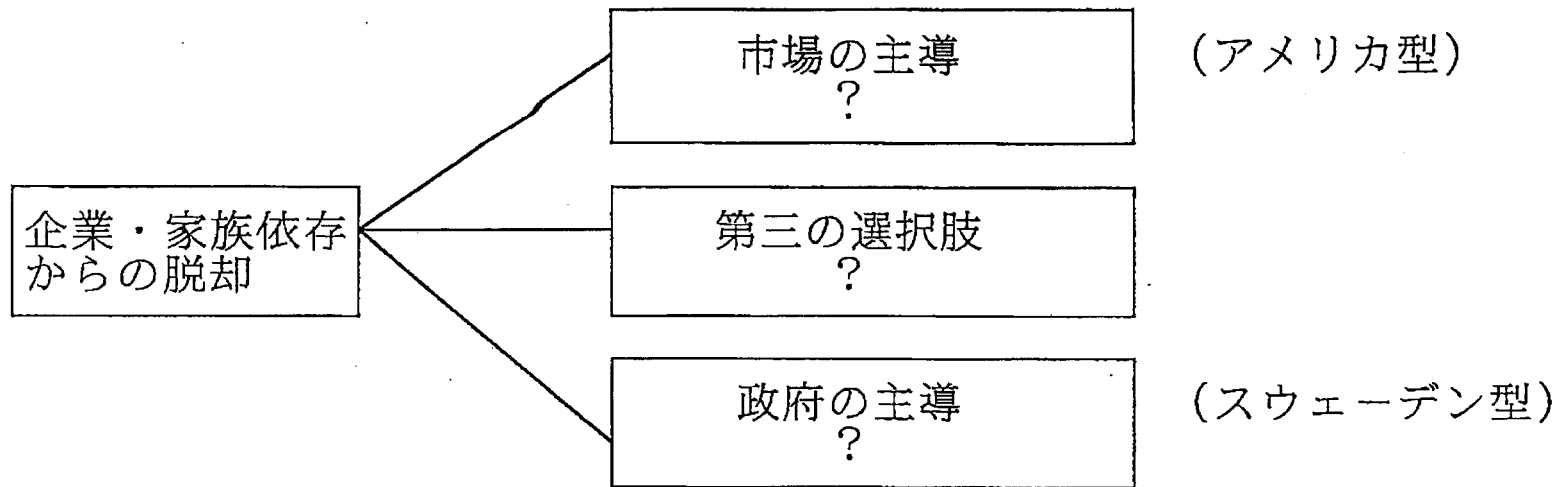 市場の主導
？
(アメリカ型)
企業・家族依存
からの脱却
第三の選択肢
？
政府の主導
？
(スウェーデン型)